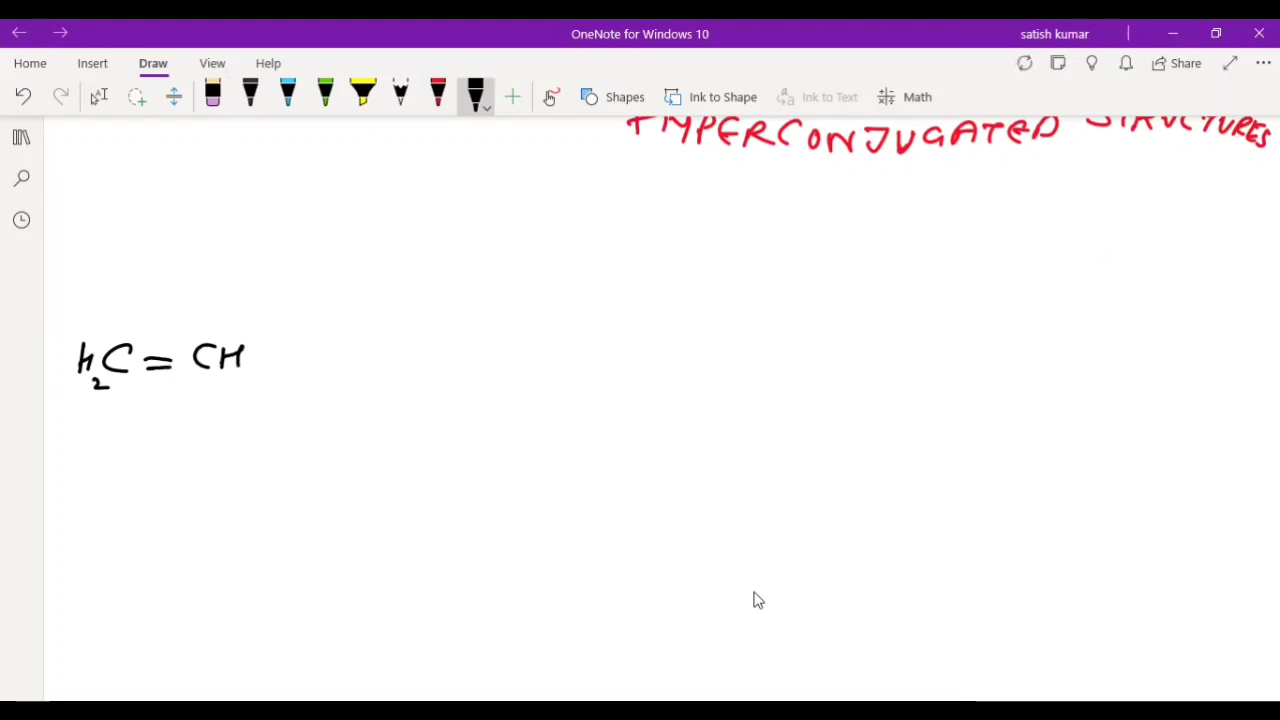 OneNote for Windows 10
satish kumar
Home Insert Draw View Help
Share
Shapes Ink to Shape Ink to Text Math
HYPERCONJUGATED STRUCTURES
H2C = CH